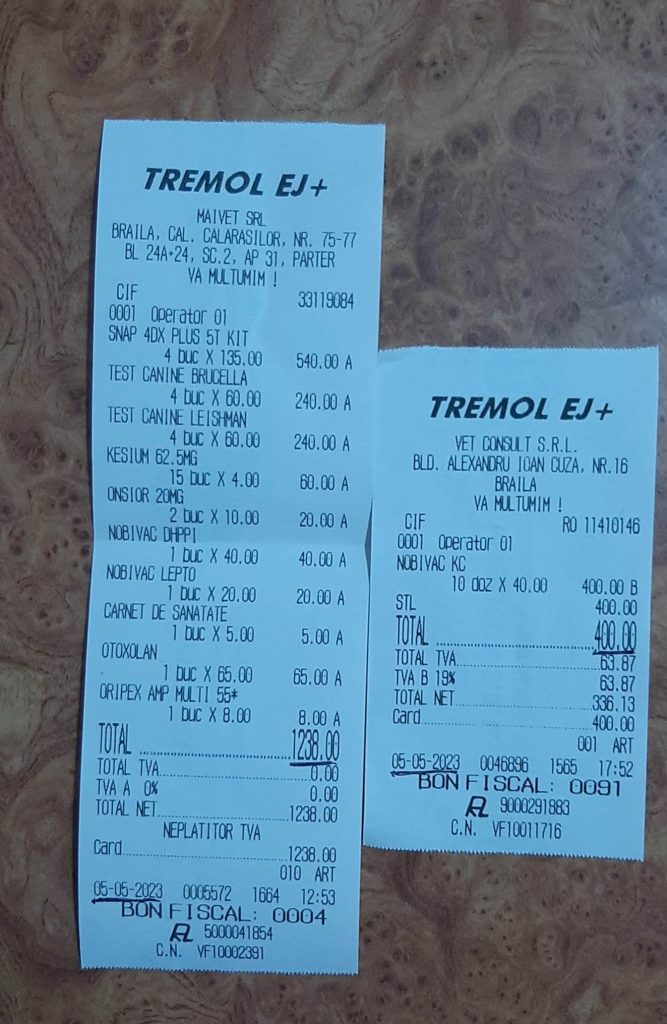 TREMOL EJ+
MAIVET SRL
BRAILA, CAL. CALARASILOR, NR. 75-77
BL 24A+24, SC.2, AP 31, PARTER
VA MULTUMIM !
CIF 33119084
0001 Operator 01
SNAP 4DX PLUS 5T KIT
4 buc X 135.00 540.00 A
TEST CANINE BRUCELLA
4 buc X 60.00 240.00 A
TEST CANINE LEISHMAN
4 buc X 60.00 240.00 A
KESIUM 62.5MG
15 buc X 4.00 60.00 A
ONSIOR 20MG
2 buc X 10.00 20.00 A
NOBIVAC DHPPI
1 buc X 40.00 40.00 A
NOBIVAC LEPTO
1 buc X 20.00 20.00 A
CARNET DE SANATATE
1 buc X 5.00 5.00 A
OTOXOLAN
1 buc X 65.00 65.00 A
ORIPEX AMP MULTI 55*
1 buc X 8.00 8.00 A
TOTAL 1238.00
TOTAL TVA 0.00
TVA A 0% 0.00
TOTAL NET 1238.00
NEPLATITOR TVA
Card 1238.00
010 ART
05-05-2023 0005572 1664 12:53
BON FISCAL: 0004
5000041854
C.N. VF10002391
TREMOL EJ+
VET CONSULT S.R.L.
BLD. ALEXANDRU IOAN CUZA, NR.16
BRAILA
VA MULTUMIM !
CIF RO 11410146
0001 Operator 01
NOBIVAC KC
10 doz X 40.00 400.00 B
STL 400.00
TOTAL 400.00
TOTAL TVA 63.87
TVA B 19% 63.87
TOTAL NET 336.13
Card 400.00
001 ART
05-05-2023 0046896 1565 17:52
BON FISCAL: 0091
9000291883
C.N. VF10011716